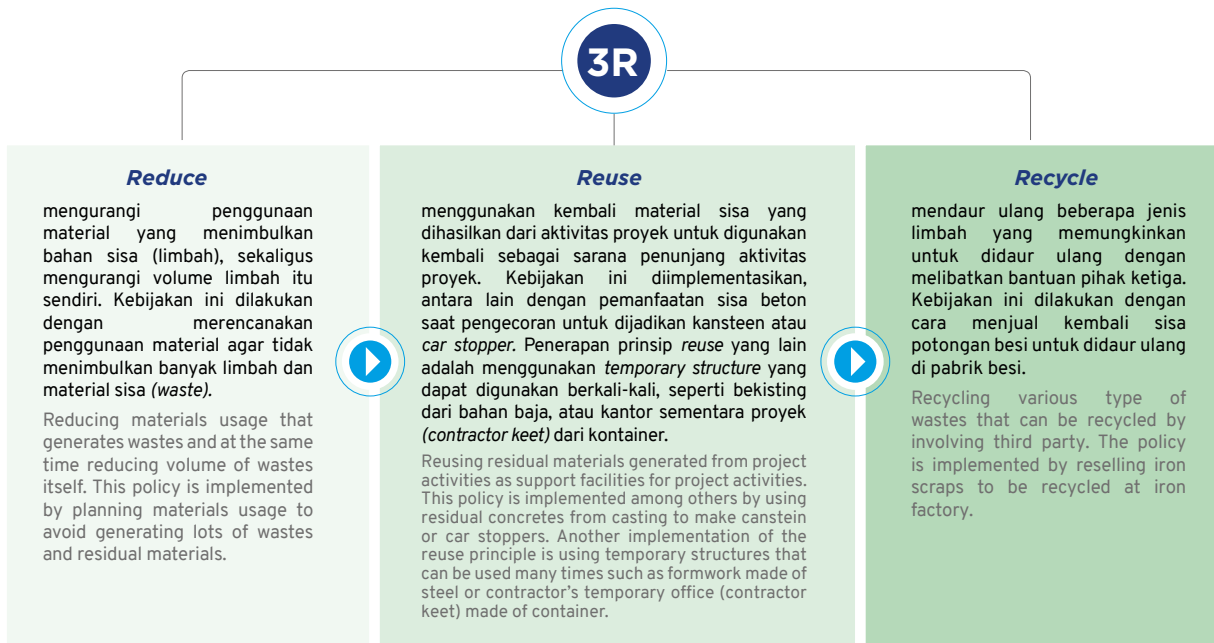 3R
Reduce
mengurangi penggunaan
material yang menimbulkan
bahan sisa (limbah), sekaligus
mengurangi volume limbah itu
sendiri. Kebijakan ini dilakukan
dengan merencanakan
penggunaan material agar tidak
menimbulkan banyak limbah dan
material sisa (waste).
Reducing materials usage that
generates wastes and at the same
time reducing volume of wastes
itself. This policy is implemented
by planning materials usage to
avoid generating lots of wastes
and residual materials.
Reuse
menggunakan kembali material sisa yang
dihasilkan dari aktivitas proyek untuk digunakan
kembali sebagai sarana penunjang aktivitas
proyek. Kebijakan ini diimplementasikan,
antara lain dengan pemanfaatan sisa beton
saat pengecoran untuk dijadikan kansteen atau
car stopper. Penerapan prinsip reuse yang lain
adalah menggunakan temporary structure yang
dapat digunakan berkali-kali, seperti bekisting
dari bahan baja, atau kantor sementara proyek
(contractor keet) dari kontainer.
Reusing residual materials generated from project
activities as support facilities for project activities.
This policy is implemented among others by using
residual concretes from casting to make canstein
or car stoppers. Another implementation of the
reuse principle is using temporary structures that
can be used many times such as formwork made of
steel or contractor's temporary office (contractor
keet) made of container.
Recycle
mendaur ulang beberapa jenis
limbah yang memungkinkan
untuk didaur ulang dengan
melibatkan bantuan pihak ketiga.
Kebijakan ini dilakukan dengan
cara menjual kembali sisa
potongan besi untuk didaur ulang
di pabrik besi.
Recycling various type of
wastes that can be recycled by
involving third party. The policy
is implemented by reselling iron
scraps to be recycled at iron
factory.